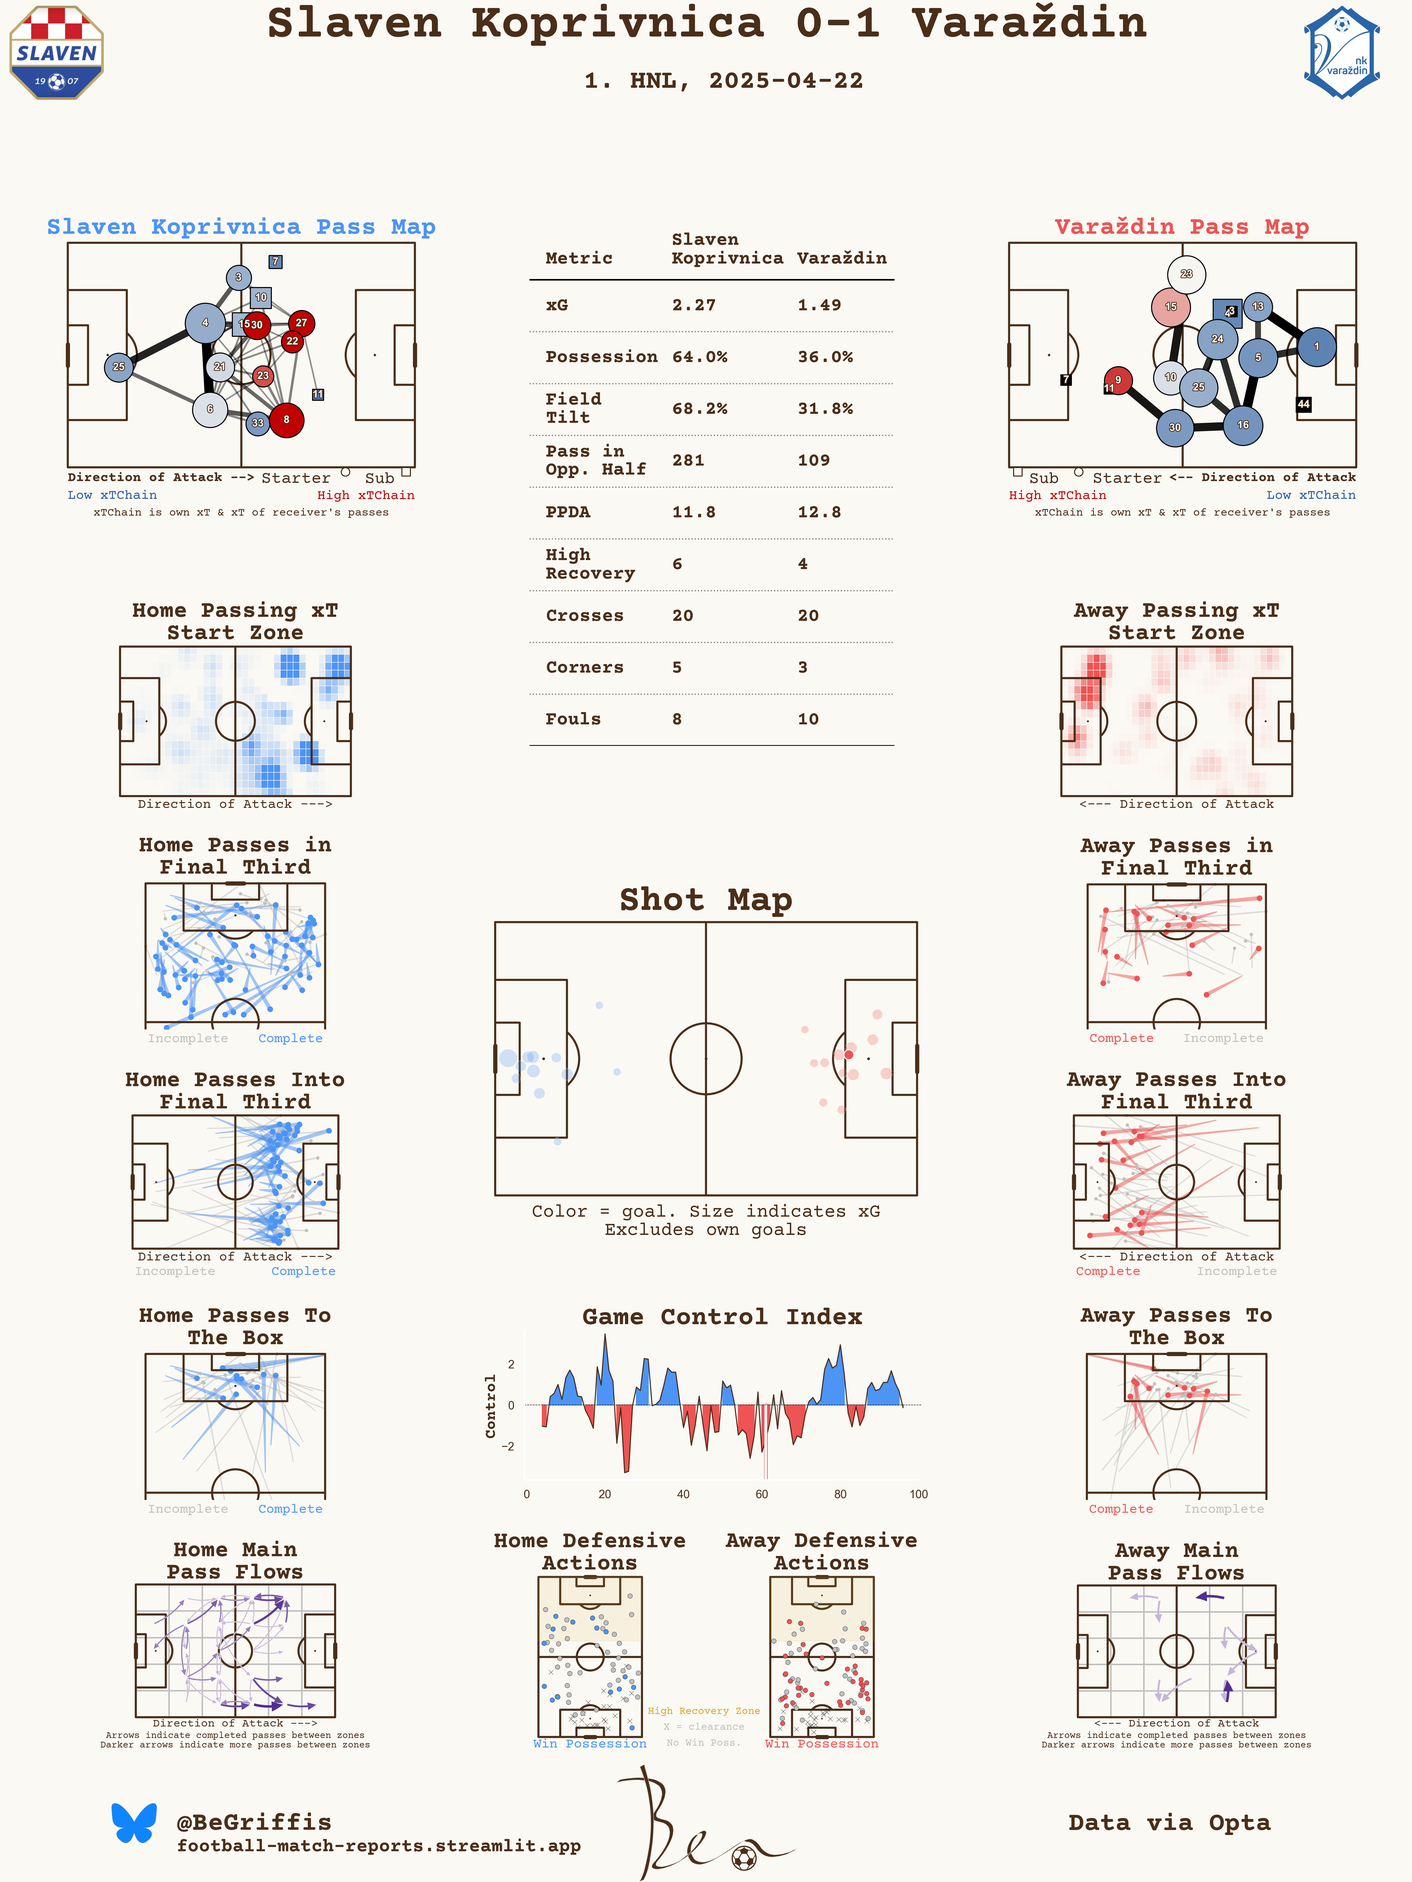 Slaven Koprivnica 0-1 Varaždin
1. HNL, 2025-04-22
SLAVEN
19 07
nk
varaždin
Slaven Koprivnica Pass Map
7
3
10
4
15
30
27
22
25
21
23
11
6
33
8
Direction of Attack --> Starter Sub
Low xTChain High xTChain
xTChain is own xT & xT of receiver's passes
Metric Slaven Koprivnica Varaždin
xG 2.27 1.49
Possession 64.0% 36.0%
Field Tilt 68.2% 31.8%
Pass in Opp. Half 281 109
PPDA 11.8 12.8
High Recovery 6 4
Crosses 20 20
Corners 5 3
Fouls 8 10
Varaždin Pass Map
23
15
13
24
1
5
7
9
11
10
25
44
30
16
Sub Starter <-- Direction of Attack
High xTChain Low xTChain
xTChain is own xT & xT of receiver's passes
Home Passing xT
Start Zone
Direction of Attack --->
Away Passing xT
Start Zone
<--- Direction of Attack
Home Passes in
Final Third
Incomplete Complete
Away Passes in
Final Third
Complete Incomplete
Shot Map
Color = goal. Size indicates xG
Excludes own goals
Home Passes Into
Final Third
Direction of Attack --->
Incomplete Complete
Away Passes Into
Final Third
<--- Direction of Attack
Complete Incomplete
Home Passes To
The Box
Incomplete Complete
Game Control Index
Control
2
0
−2
0 20 40 60 80 100
Away Passes To
The Box
Complete Incomplete
Home Main
Pass Flows
Direction of Attack --->
Arrows indicate completed passes between zones
Darker arrows indicate more passes between zones
Home Defensive
Actions
Win Possession
High Recovery Zone
X = clearance
No Win Poss.
Away Defensive
Actions
Win Possession
Away Main
Pass Flows
<--- Direction of Attack
Arrows indicate completed passes between zones
Darker arrows indicate more passes between zones
@BeGriffis
football-match-reports.streamlit.app
Ben
Data via Opta